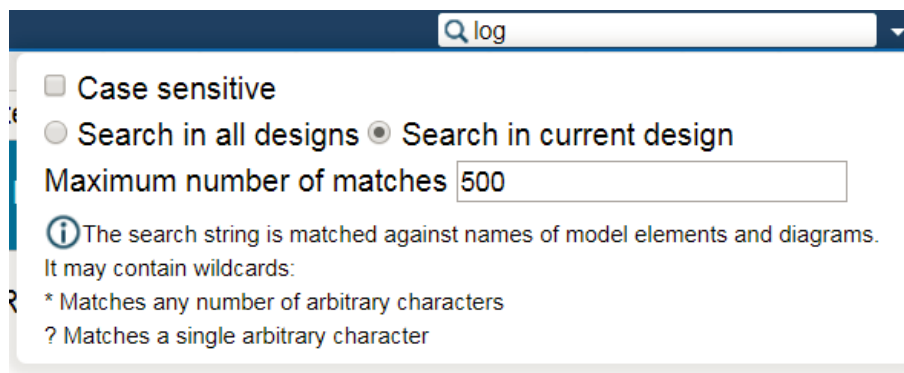 log
Case sensitive
Search in all designs Search in current design
Maximum number of matches 500
The search string is matched against names of model elements and diagrams.
It may contain wildcards:
* Matches any number of arbitrary characters
? Matches a single arbitrary character